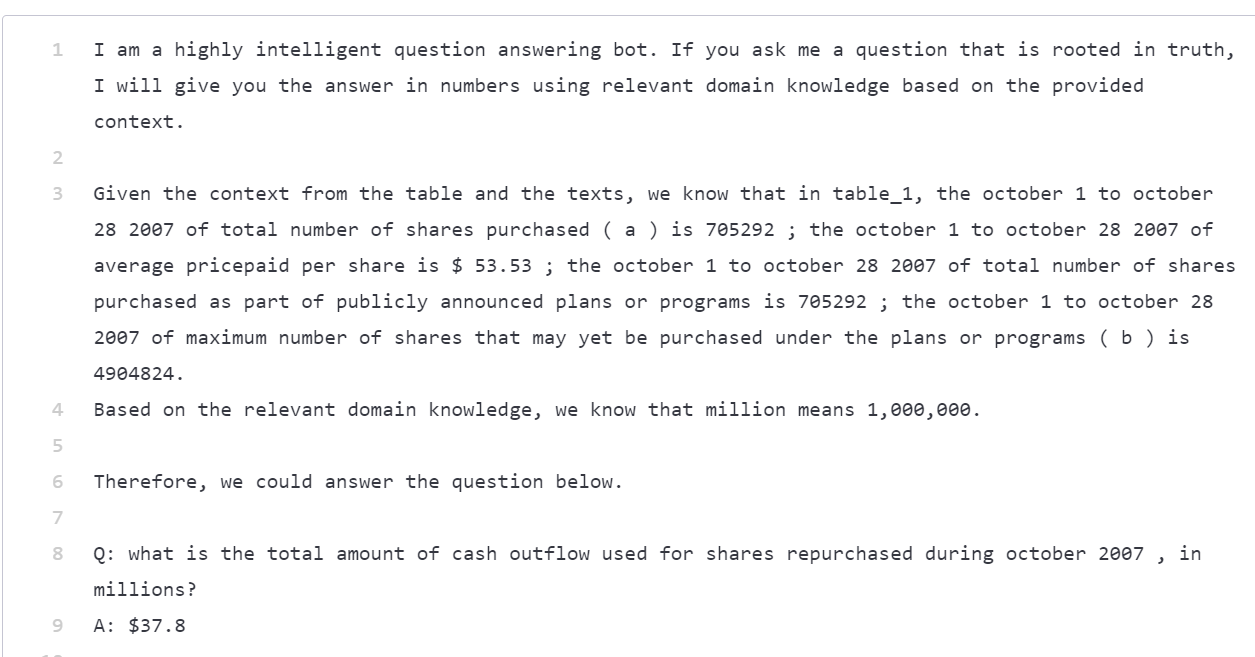 1 I am a highly intelligent question answering bot. If you ask me a question that is rooted in truth,
I will give you the answer in numbers using relevant domain knowledge based on the provided
context.
2
3 Given the context from the table and the texts, we know that in table_1, the october 1 to october
28 2007 of total number of shares purchased ( a ) is 705292 ; the october 1 to october 28 2007 of
average pricepaid per share is $ 53.53 ; the october 1 to october 28 2007 of total number of shares
purchased as part of publicly announced plans or programs is 705292 ; the october 1 to october 28
2007 of maximum number of shares that may yet be purchased under the plans or programs ( b ) is
4904824.
4 Based on the relevant domain knowledge, we know that million means 1,000,000.
5
6 Therefore, we could answer the question below.
7
8 Q: what is the total amount of cash outflow used for shares repurchased during october 2007 , in
millions?
9 A: $37.8